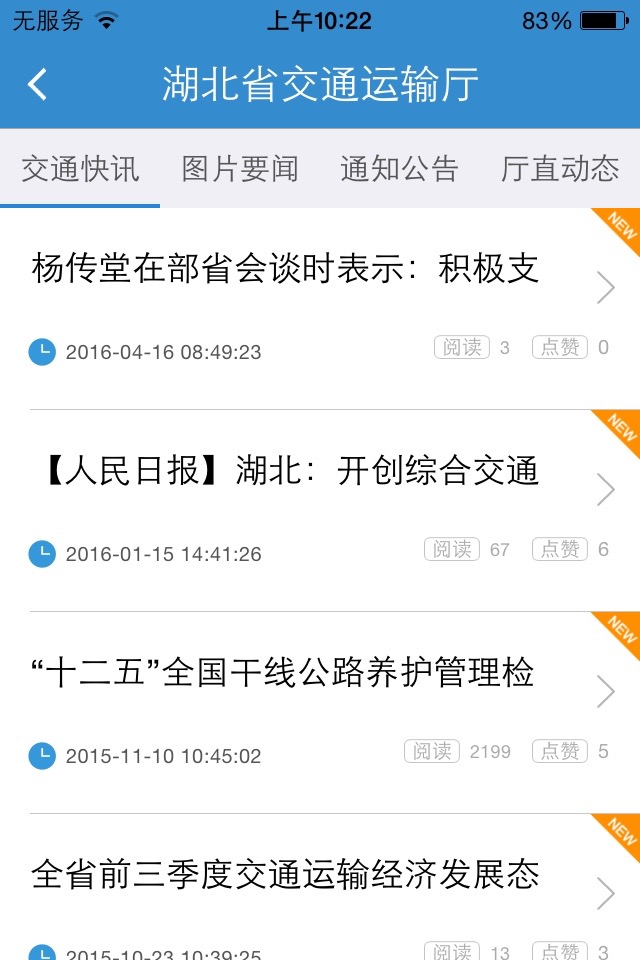 无服务 上午10:22 83%
湖北省交通运输厅
交通快讯 图片要闻 通知公告 厅直动态
NEW
杨传堂在部省会谈时表示：积极支
2016-04-16 08:49:23 阅读 3 点赞 0
NEW
【人民日报】湖北：开创综合交通
2016-01-15 14:41:26 阅读 67 点赞 6
NEW
“十二五”全国干线公路养护管理检
2015-11-10 10:45:02 阅读 2199 点赞 5
NEW
全省前三季度交通运输经济发展态
2015-10-23 10:39:25 阅读 13 点赞 3